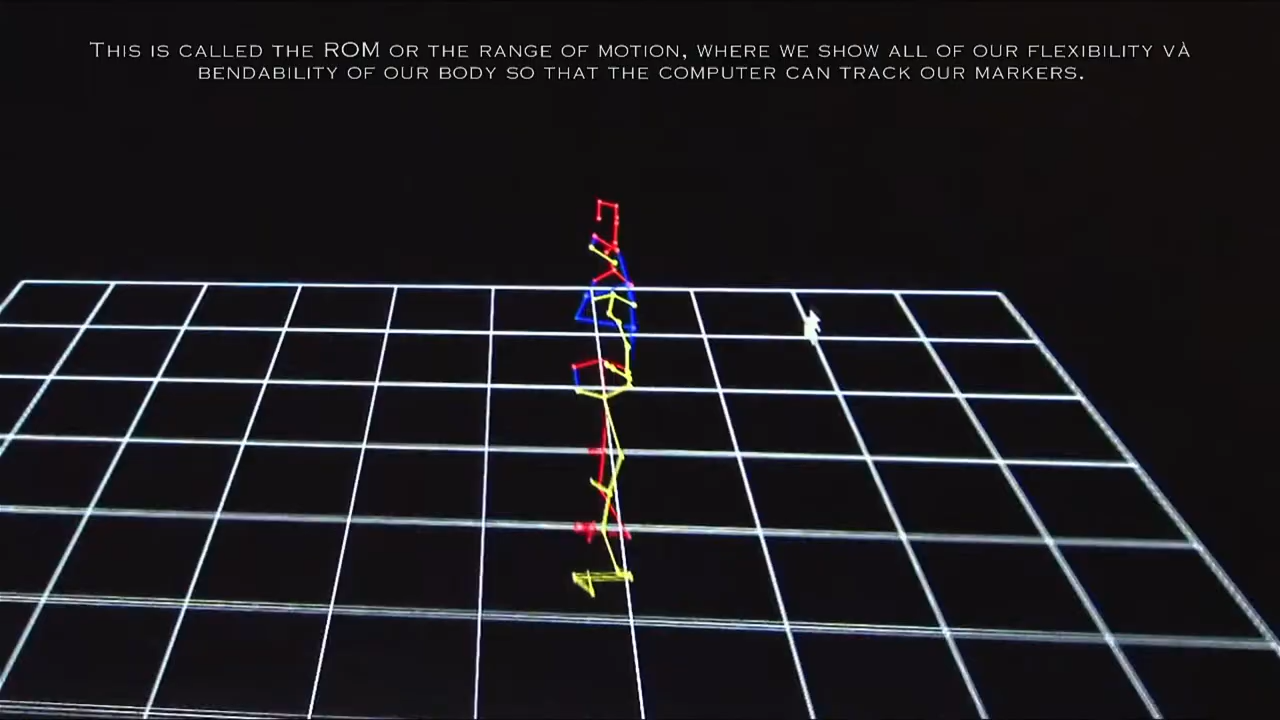 This is called the ROM or the range of motion, where we show all of our flexibility và
bendability of our body so that the computer can track our markers.